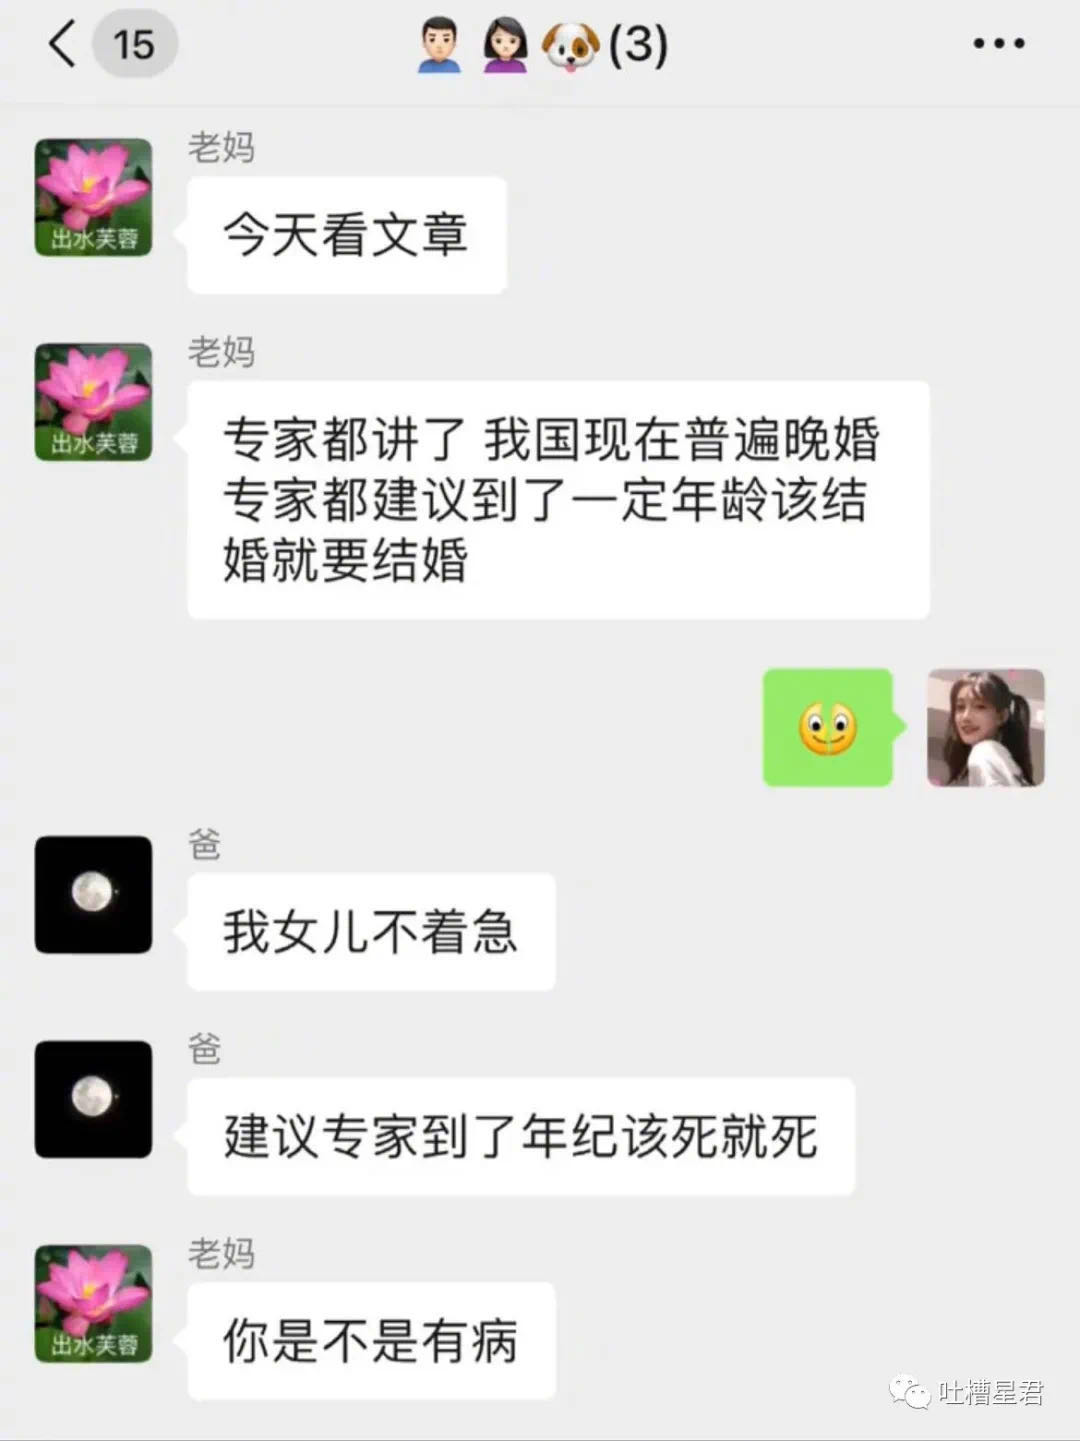 15
(3)
老妈
今天看文章
出水芙蓉
老妈
专家都讲了 我国现在普遍晚婚
专家都建议到了一定年龄该结
婚就要结婚
出水芙蓉
爸
我女儿不着急
爸
建议专家到了年纪该死就死
老妈
你是不是有病
出水芙蓉
吐槽星君